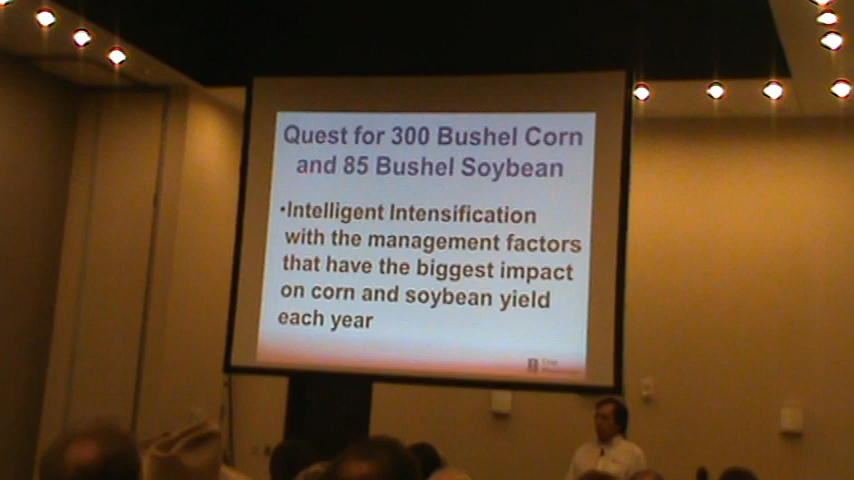 Quest for 300 Bushel Corn
and 85 Bushel Soybean
•Intelligent Intensification
with the management factors
that have the biggest impact
on corn and soybean yield
each year